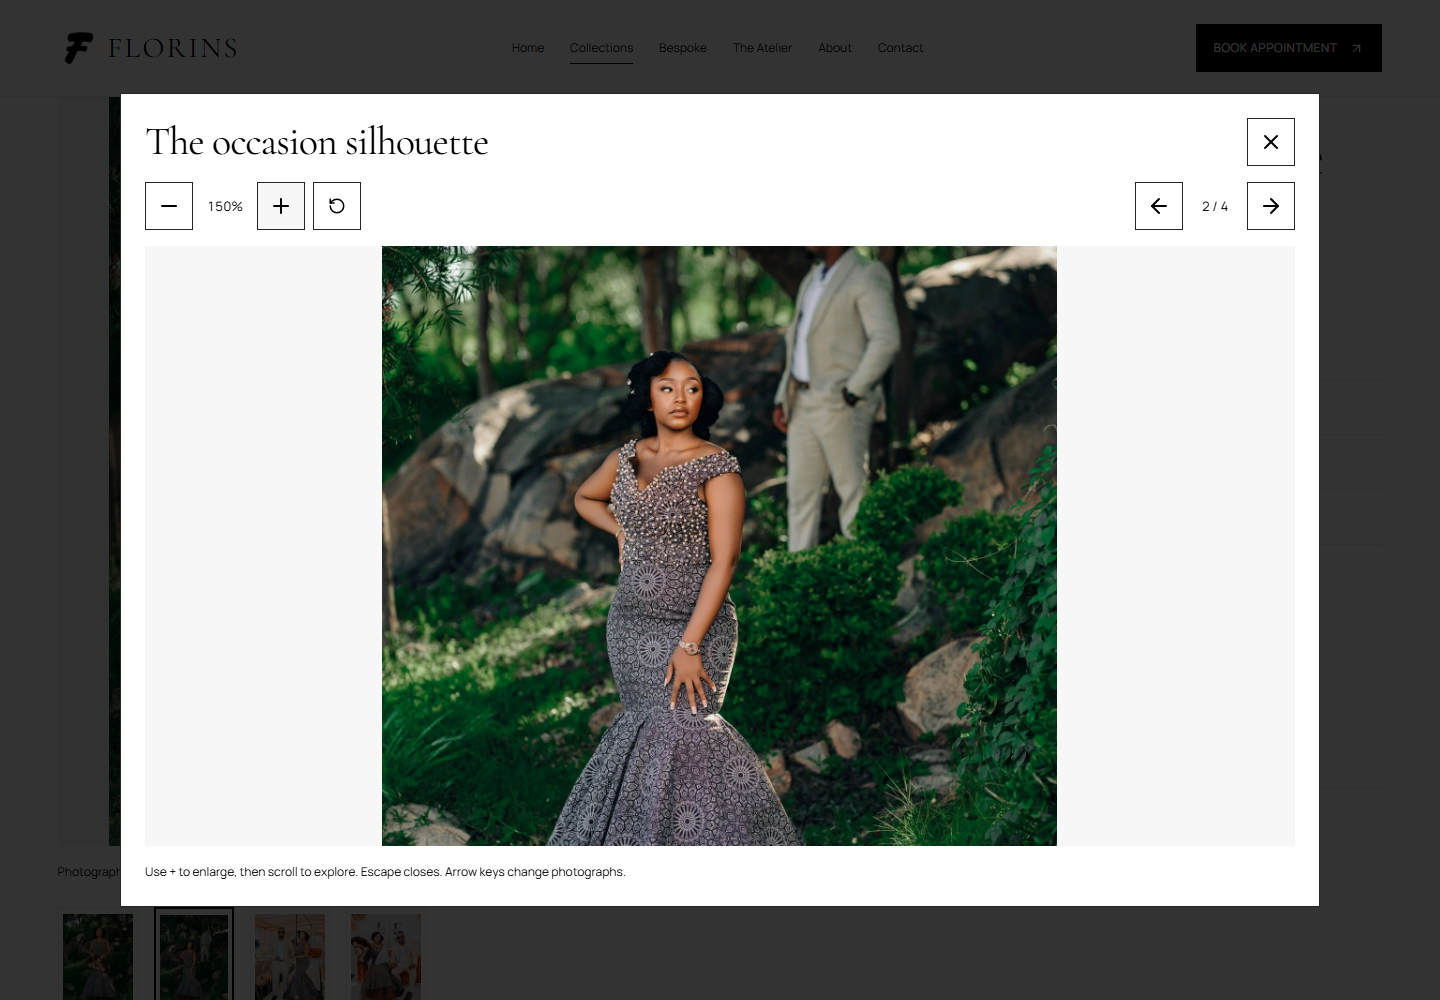 F FLORINS
Home Collections Bespoke The Atelier About Contact
BOOK APPOINTMENT
The occasion silhouette
150%
2 / 4
Use + to enlarge, then scroll to explore. Escape closes. Arrow keys change photographs.